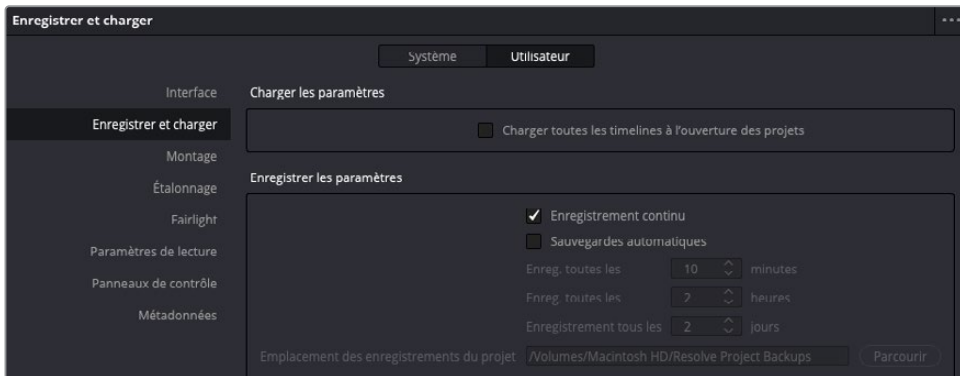 Enregistrer et charger
Système Utilisateur
Interface
Enregistrer et charger
Montage
Étalonnage
Fairlight
Paramètres de lecture
Panneaux de contrôle
Métadonnées
Charger les paramètres
Charger toutes les timelines à l'ouverture des projets
Enregistrer les paramètres
Enregistrement continu
Sauvegardes automatiques
Enreg. toutes les 10 minutes
Enreg. toutes les 2 heures
Enregistrement tous les 2 jours
Emplacement des enregistrements du projet /Volumes/Macintosh HD/Resolve Project Backups Parcourir